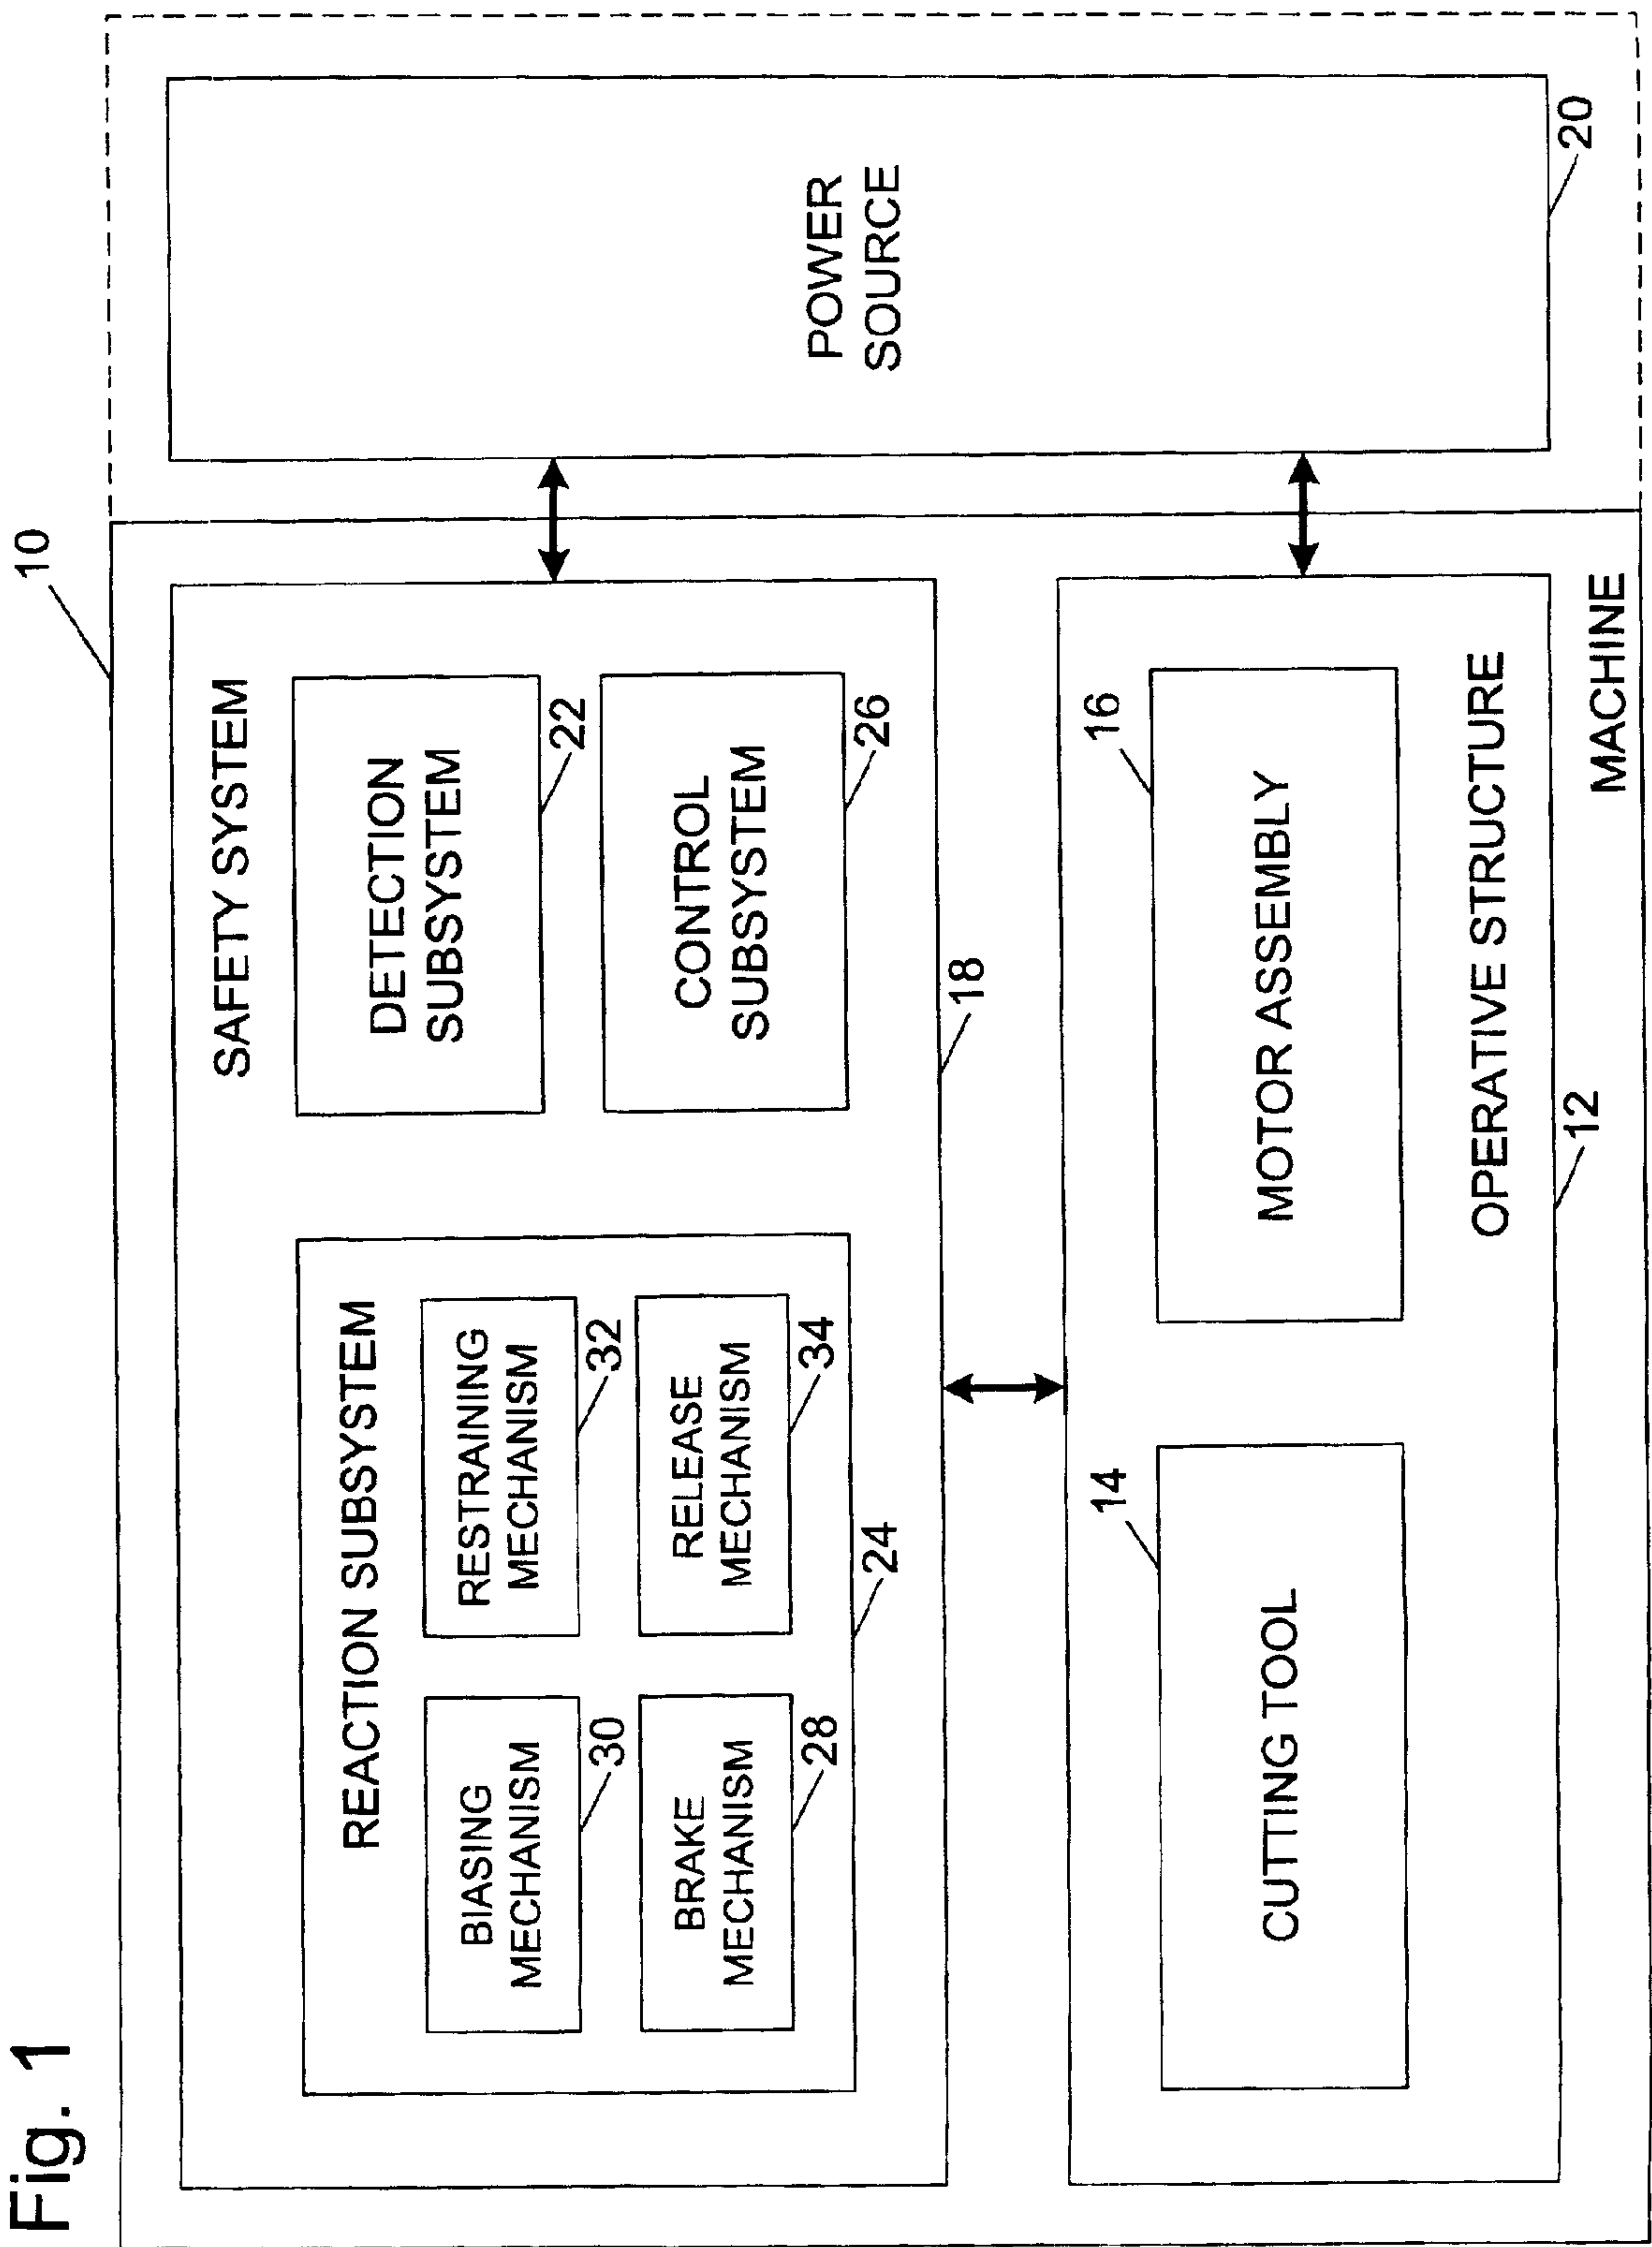 Fig. 1
10
SAFETY SYSTEM
REACTION SUBSYSTEM
BIASING
MECHANISM
30
RESTRAINING
MECHANISM
32
BRAKE
MECHANISM
28
RELEASE
MECHANISM
34
24
DETECTION
SUBSYSTEM
22
CONTROL
SUBSYSTEM
26
18
14
CUTTING TOOL
16
MOTOR ASSEMBLY
OPERATIVE STRUCTURE
12
MACHINE
POWER
SOURCE
20